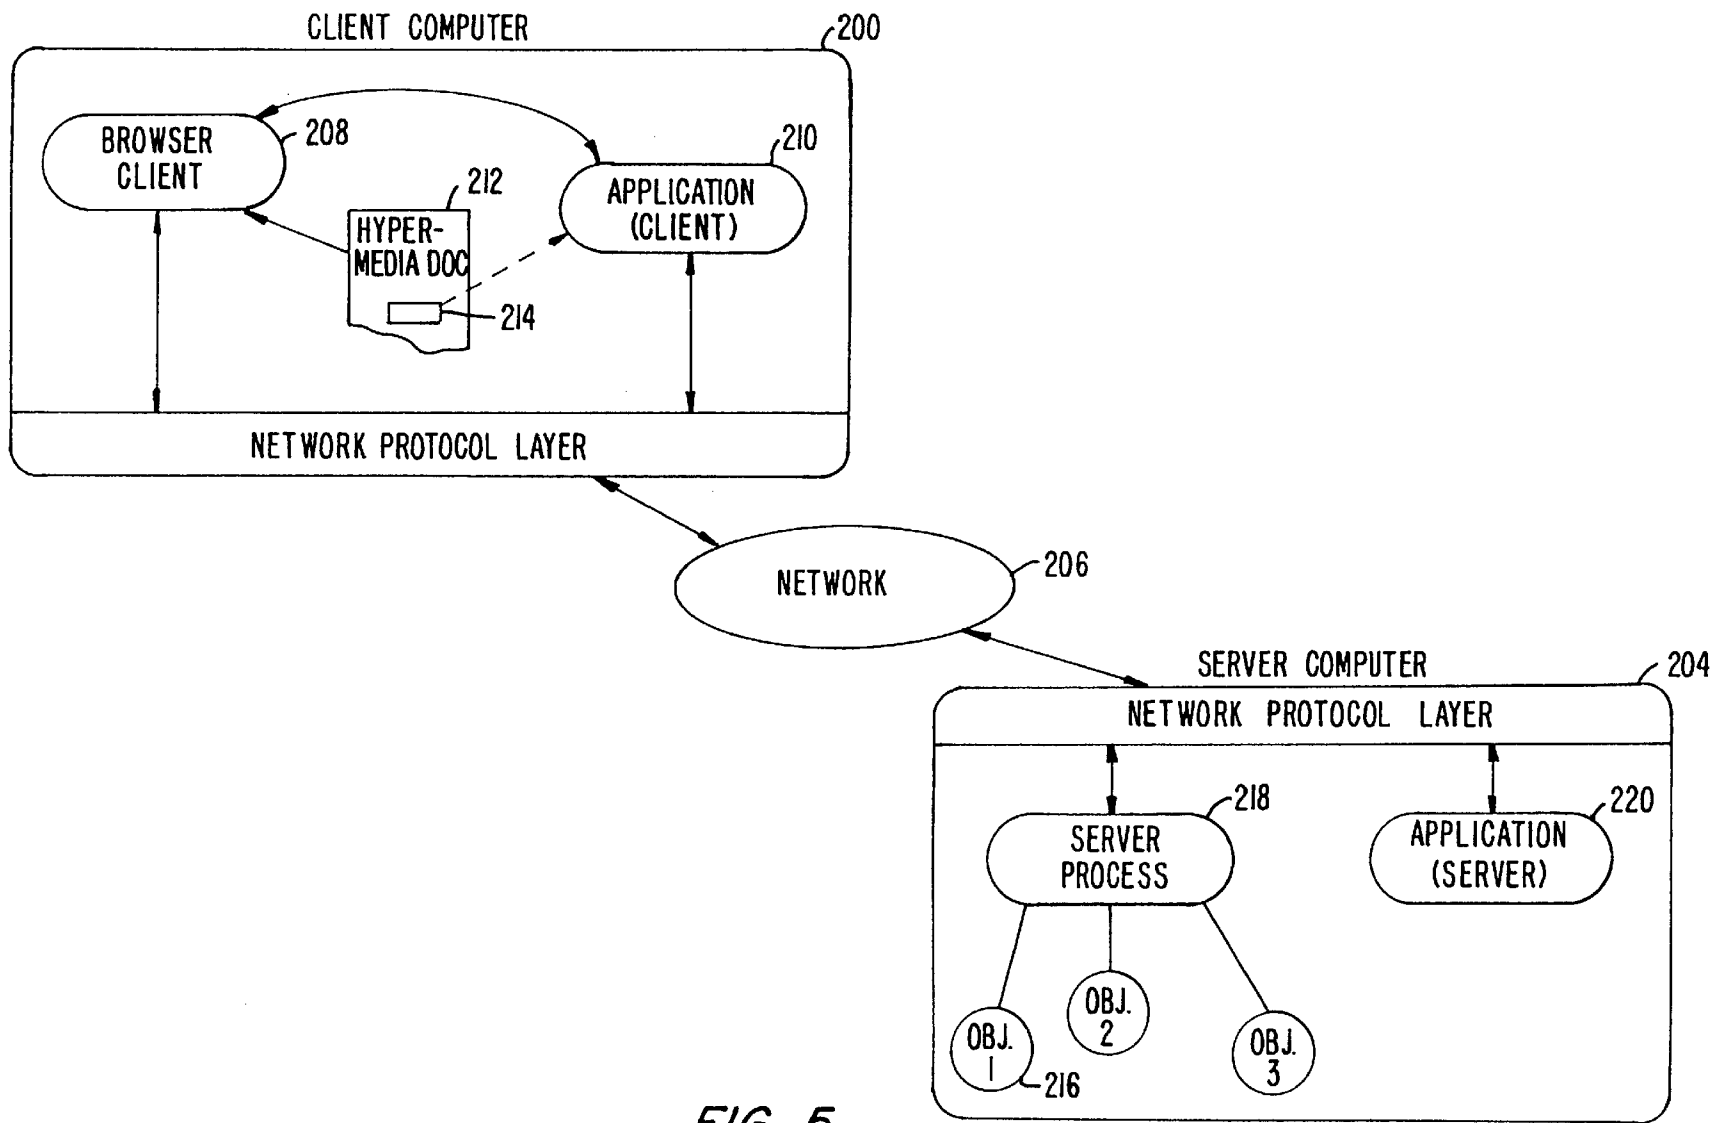 CLIENT COMPUTER
200
BROWSER
CLIENT
208
210
APPLICATION
(CLIENT)
212
HYPER-
MEDIA DOC
214
NETWORK PROTOCOL LAYER
NETWORK
206
SERVER COMPUTER
204
NETWORK PROTOCOL LAYER
218
SERVER
PROCESS
220
APPLICATION
(SERVER)
OBJ.
1
216
OBJ.
2
OBJ.
3
FIG. 5